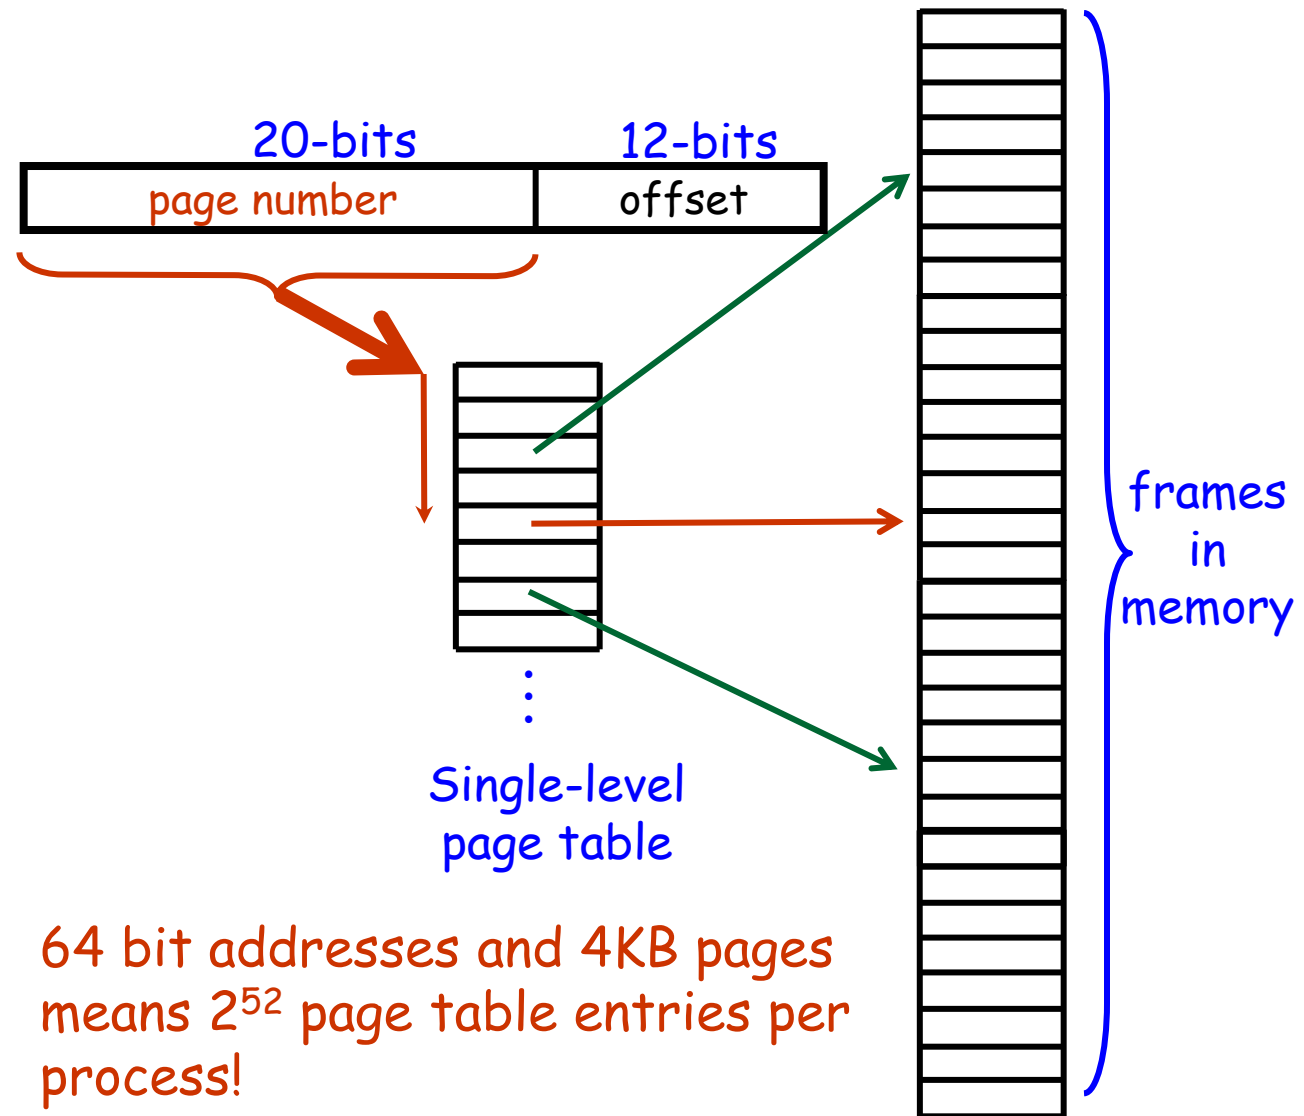 20-bits
12-bits
page number
offset
frames
in
memory
Single-level
page table
64 bit addresses and 4KB pages
means 2⁵² page table entries per
process!